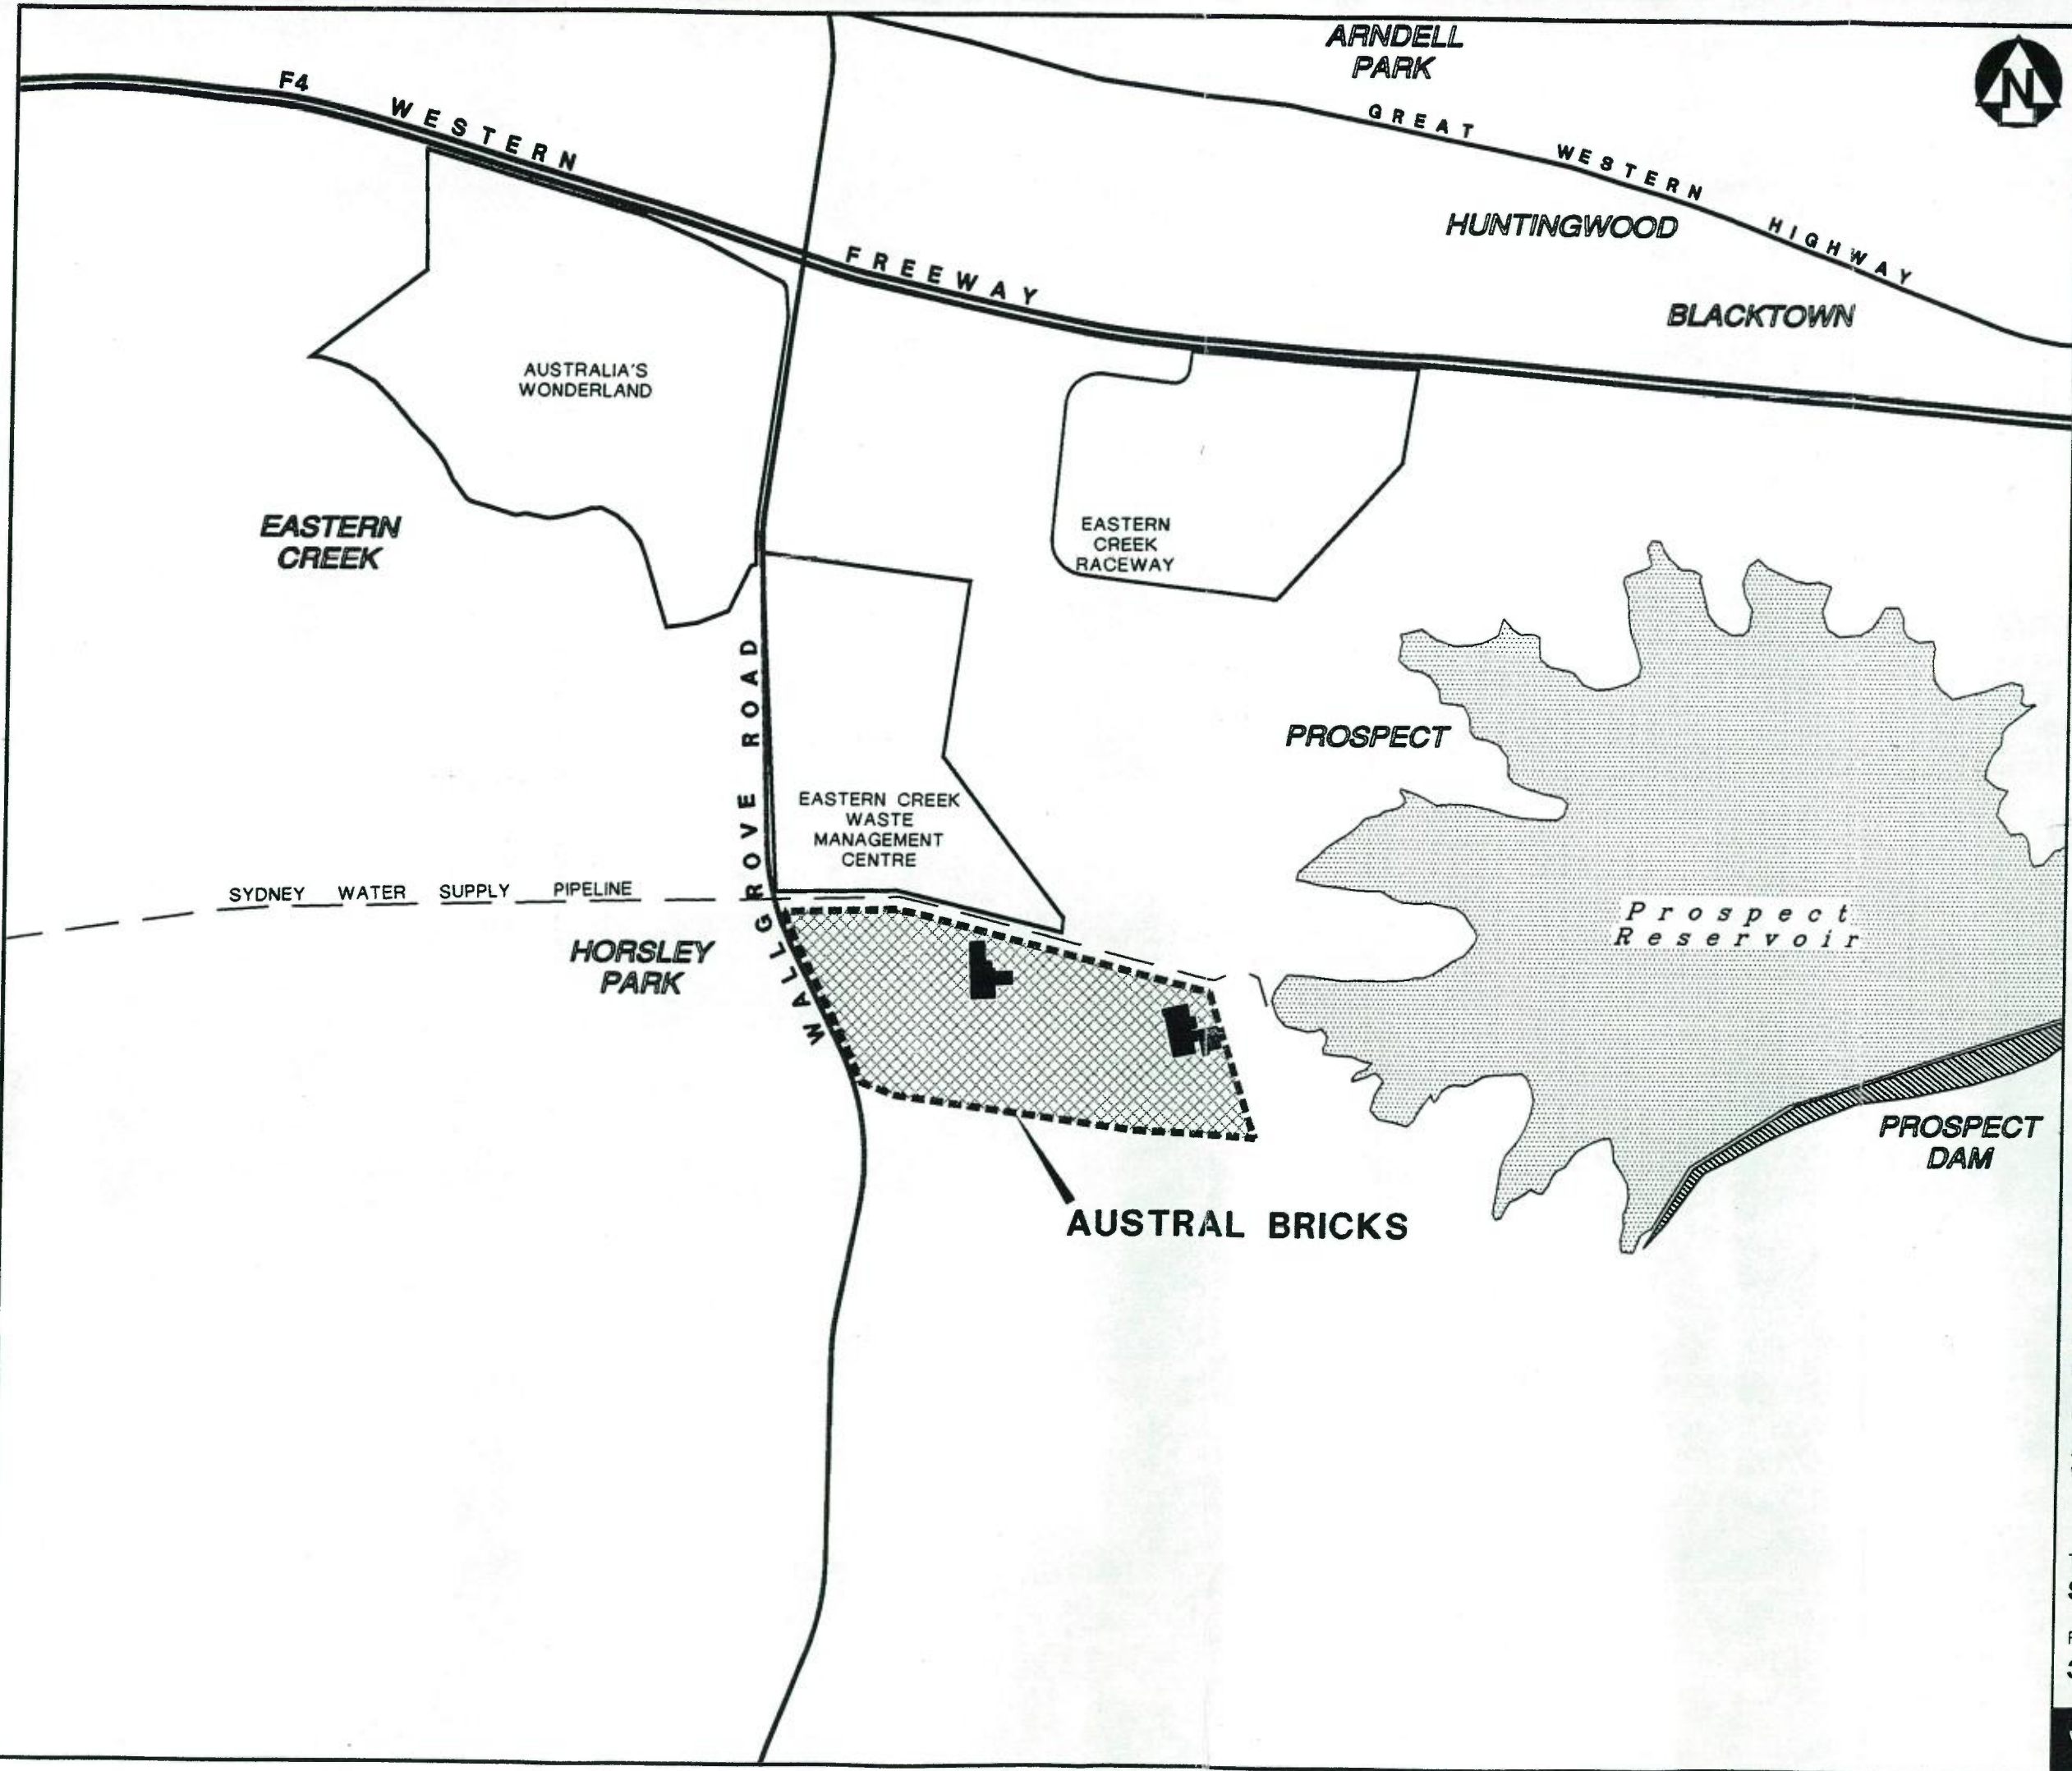 ARNDELL
PARK
N
F4
WESTERN
GREAT
WESTERN
HIGHWAY
HUNTINGWOOD
FREEWAY
BLACKTOWN
AUSTRALIA'S
WONDERLAND
EASTERN
CREEK
EASTERN
CREEK
RACEWAY
WALLGROVE ROAD
PROSPECT
EASTERN CREEK
WASTE
MANAGEMENT
CENTRE
SYDNEY WATER SUPPLY PIPELINE
Prospect
Reservoir
HORSLEY
PARK
PROSPECT
DAM
AUSTRAL BRICKS